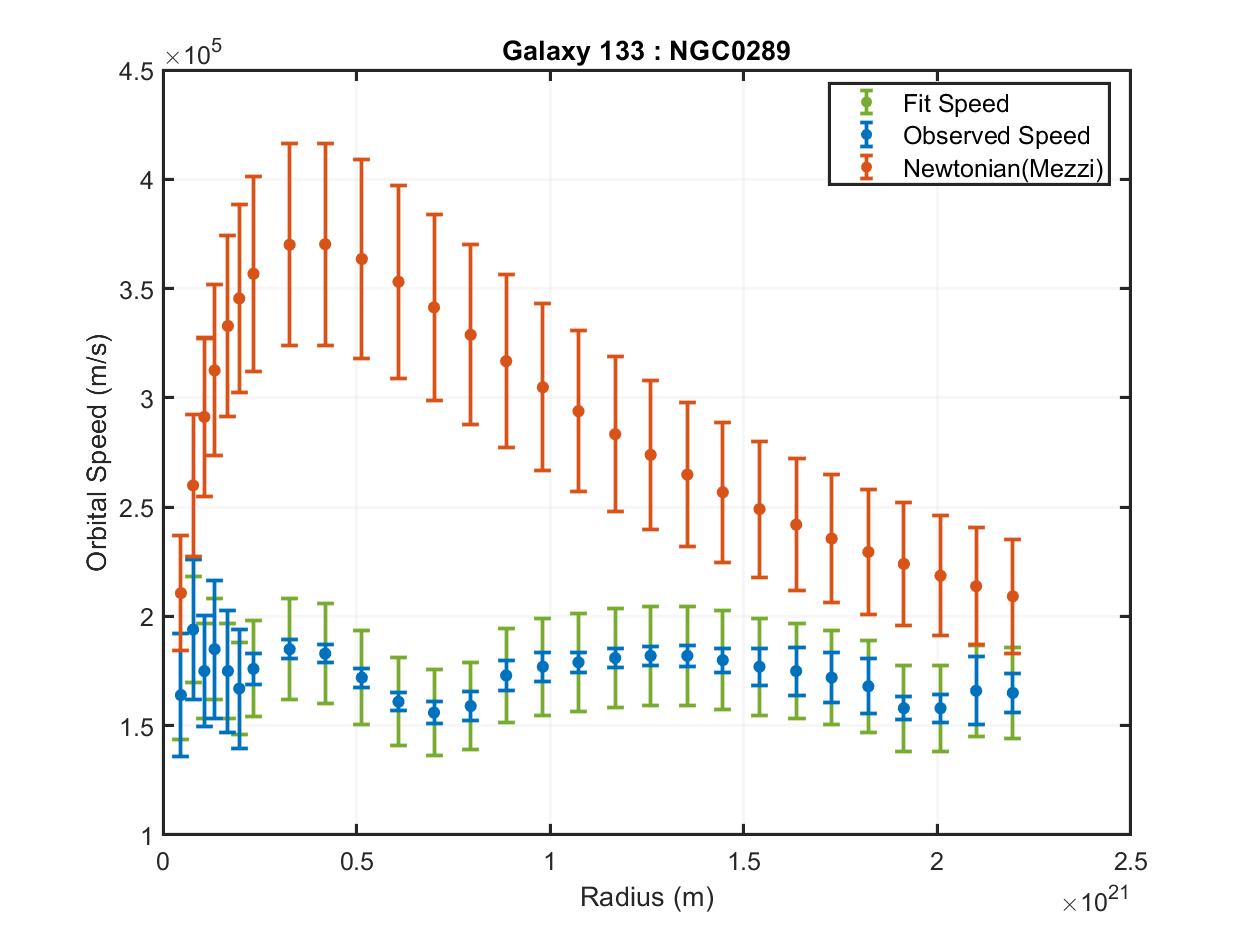 Galaxy 133 : NGC0289
×10^5
4.5
4
3.5
3
2.5
2
1.5
1
Orbital Speed (m/s)
Fit Speed
Observed Speed
Newtonian(Mezzi)
0 0.5 1 1.5 2 2.5
Radius (m)
×10^21